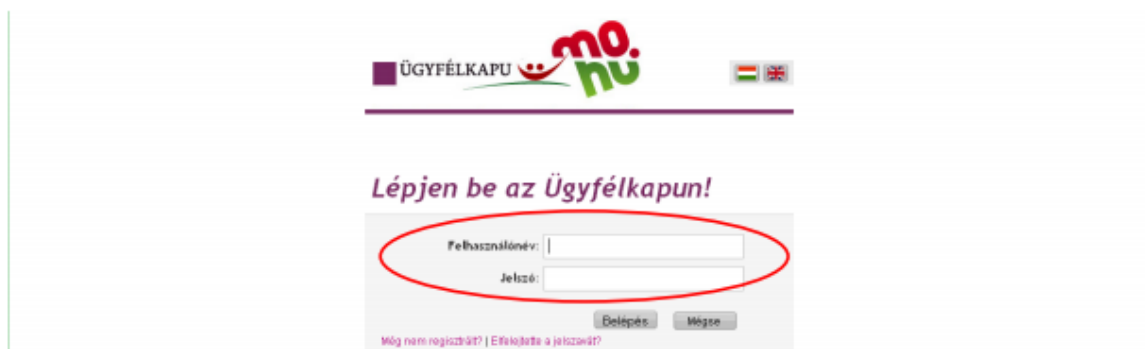 ÜGYFÉLKAPU mo.hu
Lépjen be az Ügyfélkapun!
Felhasználónév:
Jelszó:
Belépés Mégse
Még nem regisztrált? | Elfelejtette a jelszavát?